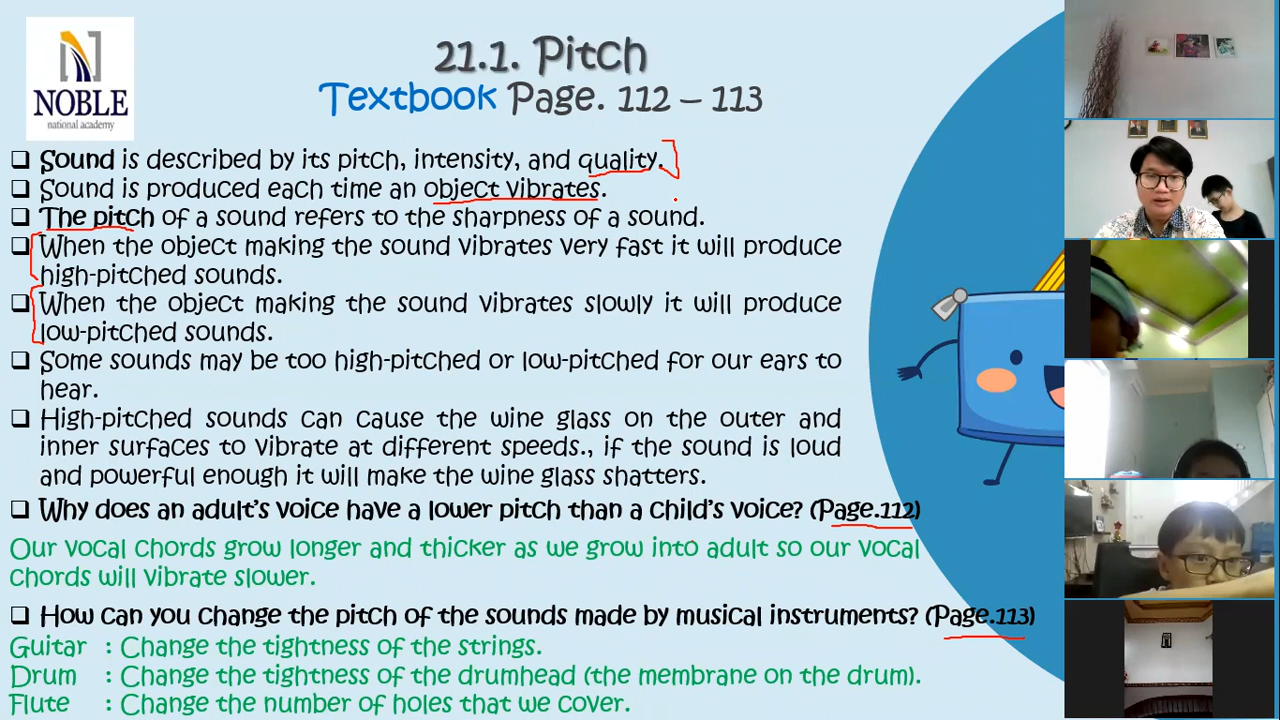 NOBLE
national academy
21.1. Pitch
Textbook Page. 112 – 113
❑ Sound is described by its pitch, intensity, and quality.
❑ Sound is produced each time an object vibrates.
❑ The pitch of a sound refers to the sharpness of a sound.
❑ When the object making the sound vibrates very fast it will produce
high-pitched sounds.
❑ When the object making the sound vibrates slowly it will produce
low-pitched sounds.
❑ Some sounds may be too high-pitched or low-pitched for our ears to
hear.
❑ High-pitched sounds can cause the wine glass on the outer and
inner surfaces to vibrate at different speeds., if the sound is loud
and powerful enough it will make the wine glass shatters.
❑ Why does an adult’s voice have a lower pitch than a child’s voice? (Page.112)
Our vocal chords grow longer and thicker as we grow into adult so our vocal
chords will vibrate slower.
❑ How can you change the pitch of the sounds made by musical instruments? (Page.113)
Guitar : Change the tightness of the strings.
Drum : Change the tightness of the drumhead (the membrane on the drum).
Flute : Change the number of holes that we cover.